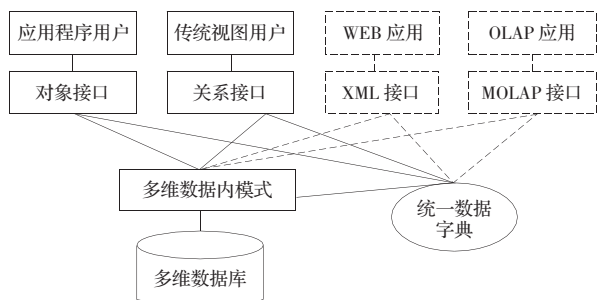 应用程序用户
传统视图用户
WEB 应用
OLAP 应用
对象接口
关系接口
XML 接口
MOLAP 接口
多维数据内模式
统一数据
字典
多维数据库